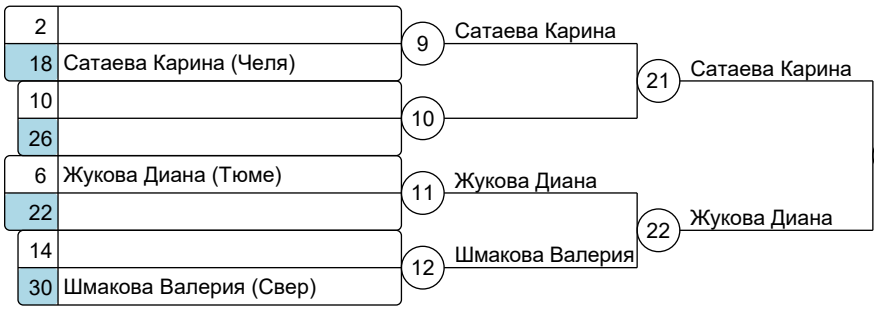 2
9 Сатаева Карина
18 Сатаева Карина (Челя)
21 Сатаева Карина
10
10
26
6 Жукова Диана (Тюме)
11 Жукова Диана
22
22 Жукова Диана
14
12 Шмакова Валерия
30 Шмакова Валерия (Свер)